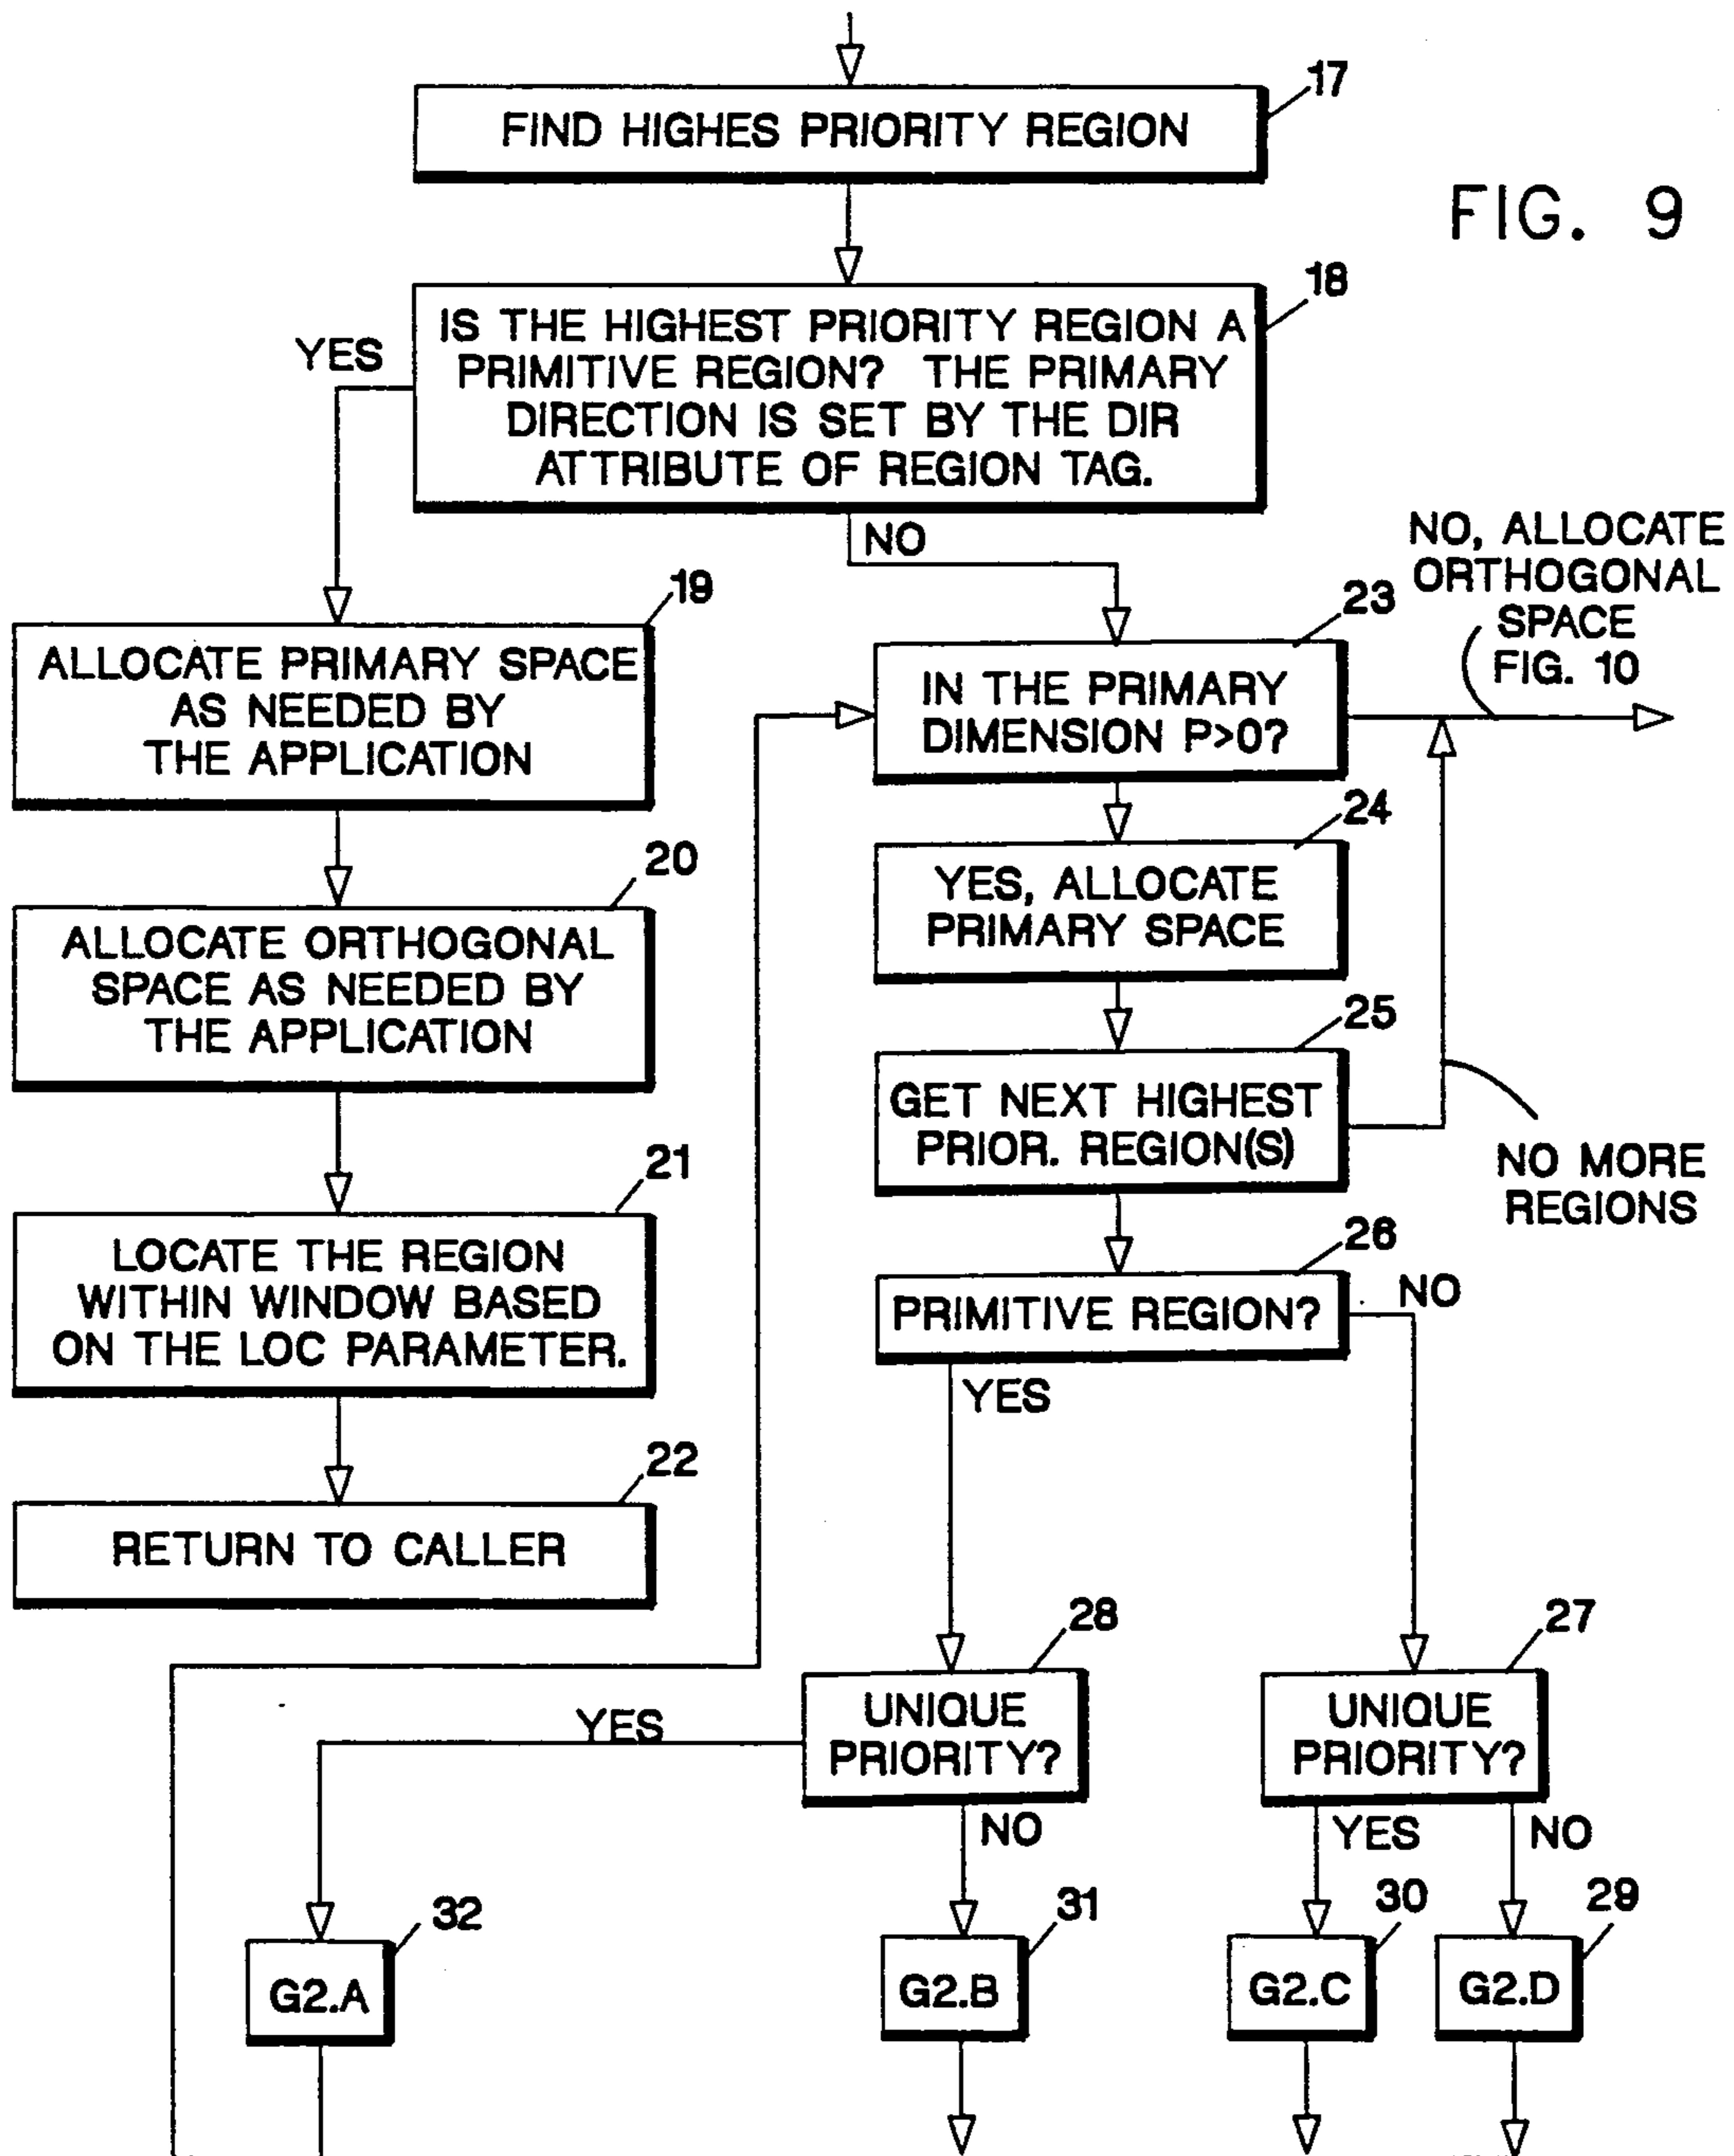 17
FIND HIGHES PRIORITY REGION
FIG. 9
18
IS THE HIGHEST PRIORITY REGION A
PRIMITIVE REGION? THE PRIMARY
DIRECTION IS SET BY THE DIR
ATTRIBUTE OF REGION TAG.
YES
NO
19
ALLOCATE PRIMARY SPACE
AS NEEDED BY
THE APPLICATION
20
ALLOCATE ORTHOGONAL
SPACE AS NEEDED BY
THE APPLICATION
21
LOCATE THE REGION
WITHIN WINDOW BASED
ON THE LOC PARAMETER.
22
RETURN TO CALLER
23
IN THE PRIMARY
DIMENSION P>0?
NO, ALLOCATE
ORTHOGONAL
SPACE
FIG. 10
24
YES, ALLOCATE
PRIMARY SPACE
25
GET NEXT HIGHEST
PRIOR. REGION(S)
NO MORE
REGIONS
26
PRIMITIVE REGION?
NO
YES
28
UNIQUE
PRIORITY?
YES
NO
27
UNIQUE
PRIORITY?
YES
NO
32
G2.A
31
G2.B
30
G2.C
29
G2.D